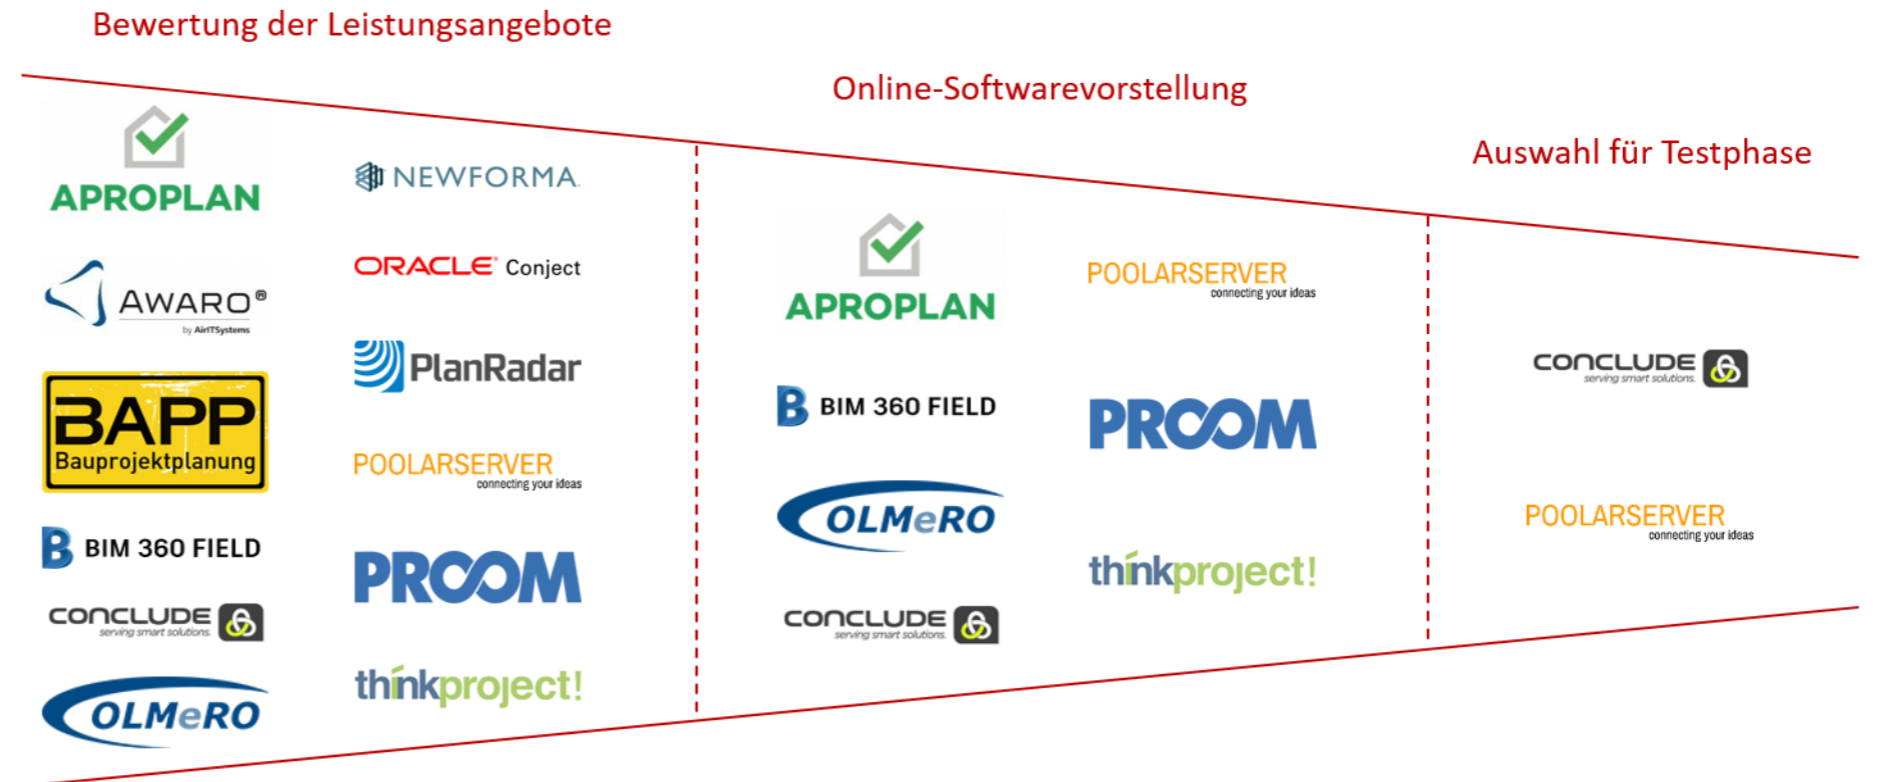 Bewertung der Leistungsangebote
Online-Softwarevorstellung
Auswahl für Testphase
APROPLAN
AWARO®
by AirITSystems
BAPP
Bauprojektplanung
BIM 360 FIELD
CONCLUDE
serving smart solutions.
OLMeRO
NEWFORMA
ORACLE® Conject
PlanRadar
POOLARSERVER
connecting your ideas
PROOM
thinkproject!
APROPLAN
BIM 360 FIELD
OLMeRO
CONCLUDE
serving smart solutions.
POOLARSERVER
connecting your ideas
PROOM
thinkproject!
CONCLUDE
serving smart solutions.
POOLARSERVER
connecting your ideas